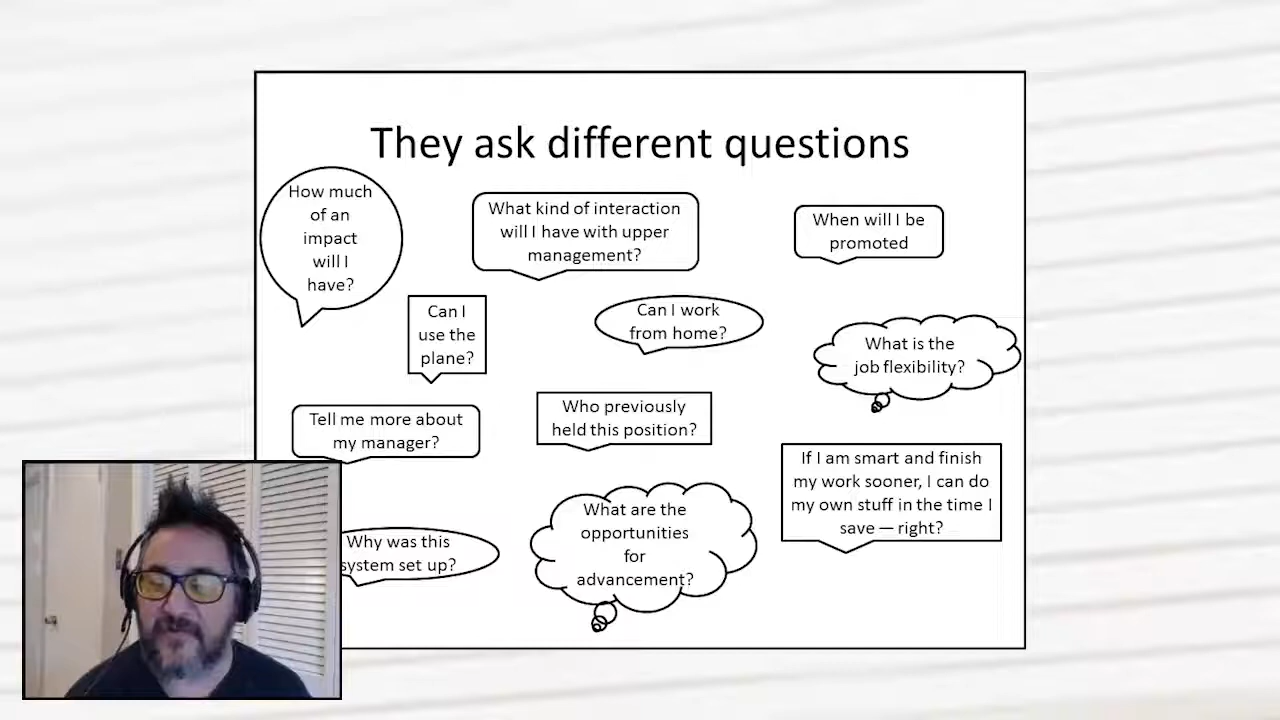 They ask different questions
How much
of an
impact
will I
have?
What kind of interaction
will I have with upper
management?
When will I be
promoted
Can I
use the
plane?
Can I work
from home?
What is the
job flexibility?
Tell me more about
my manager?
Who previously
held this position?
If I am smart and finish
my work sooner, I can do
my own stuff in the time I
save — right?
Why was this
system set up?
What are the
opportunities
for
advancement?